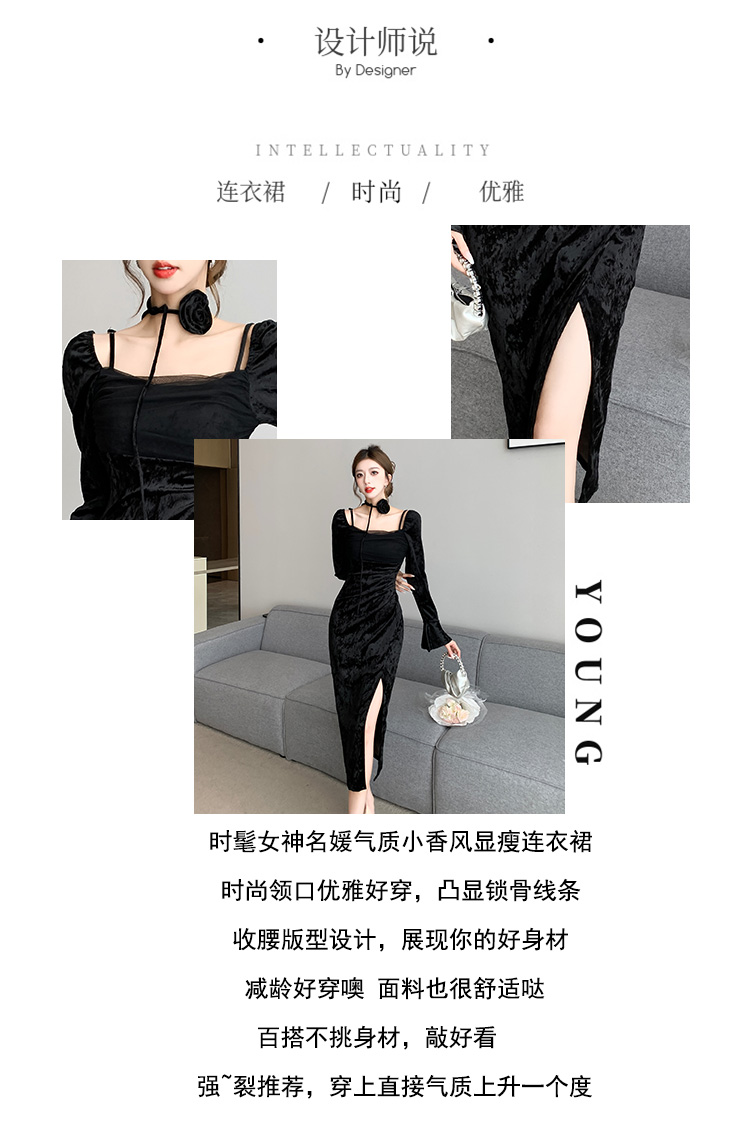 · 设计师说 ·
By Designer
INTELLECTUALITY
连衣裙 / 时尚 / 优雅
YOUNG
时髦女神名媛气质小香风显瘦连衣裙
时尚领口优雅好穿，凸显锁骨线条
收腰版型设计，展现你的好身材
减龄好穿噢 面料也很舒适哒
百搭不挑身材，敲好看
强~裂推荐，穿上直接气质上升一个度